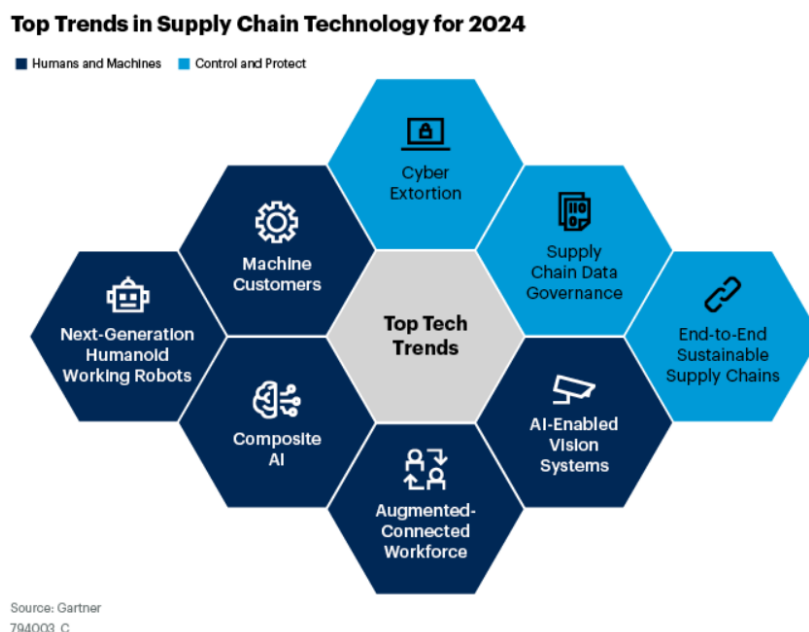 Top Trends in Supply Chain Technology for 2024
Humans and Machines
Control and Protect
Cyber
Extortion
Machine
Customers
Supply
Chain Data
Governance
Next-Generation
Humanoid
Working Robots
Top Tech
Trends
End-to-End
Sustainable
Supply Chains
Composite
AI
AI-Enabled
Vision
Systems
Augmented-
Connected
Workforce
Source: Gartner
794003_C